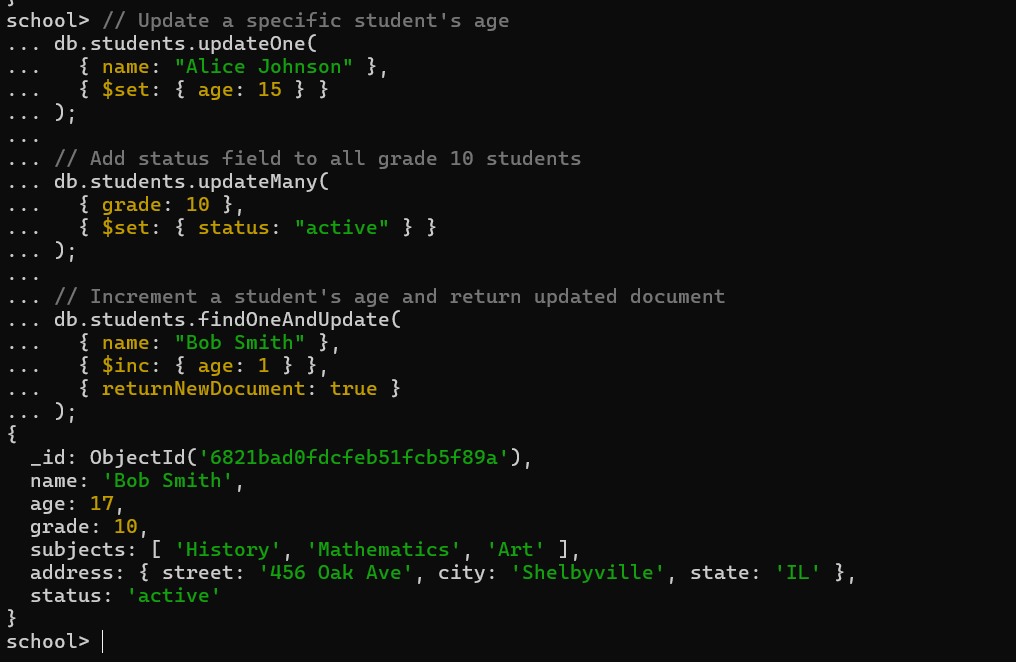 school> // Update a specific student's age
... db.students.updateOne(
...   { name: "Alice Johnson" },
...   { $set: { age: 15 } }
... );
...
... // Add status field to all grade 10 students
... db.students.updateMany(
...   { grade: 10 },
...   { $set: { status: "active" } }
... );
...
... // Increment a student's age and return updated document
... db.students.findOneAndUpdate(
...   { name: "Bob Smith" },
...   { $inc: { age: 1 } },
...   { returnNewDocument: true }
... );
{
  _id: ObjectId('6821bad0fdcfeb51fcb5f89a'),
  name: 'Bob Smith',
  age: 17,
  grade: 10,
  subjects: [ 'History', 'Mathematics', 'Art' ],
  address: { street: '456 Oak Ave', city: 'Shelbyville', state: 'IL' },
  status: 'active'
}
school>